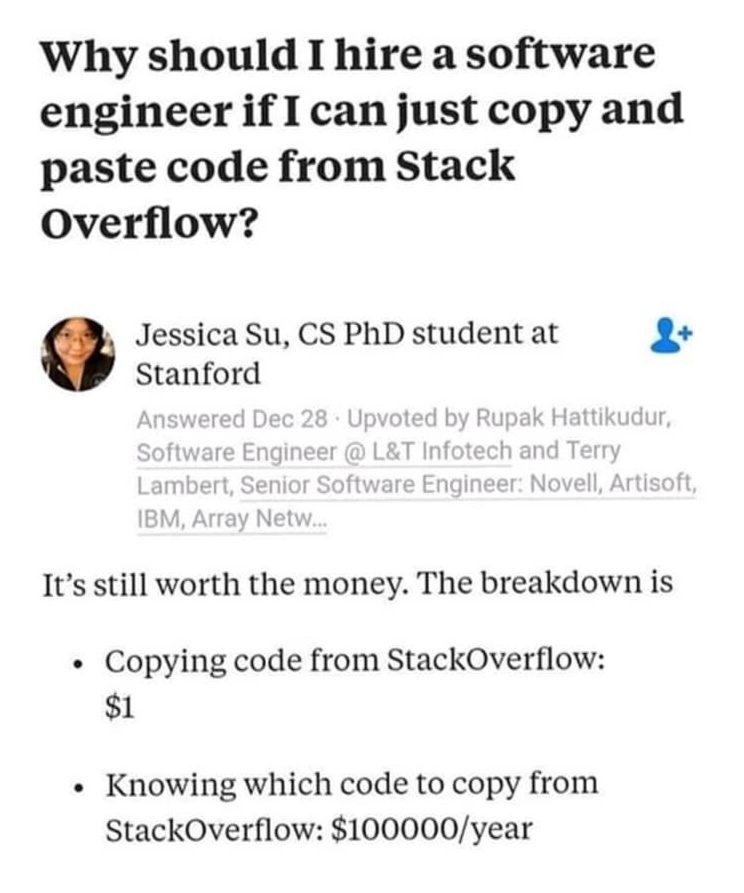 Why should I hire a software
engineer if I can just copy and
paste code from Stack
Overflow?
Jessica Su, CS PhD student at
Stanford
Answered Dec 28 · Upvoted by Rupak Hattikudur,
Software Engineer @ L&T Infotech and Terry
Lambert, Senior Software Engineer: Novell, Artisoft,
IBM, Array Netw...
It’s still worth the money. The breakdown is
• Copying code from StackOverflow:
$1
• Knowing which code to copy from
StackOverflow: $100000/year